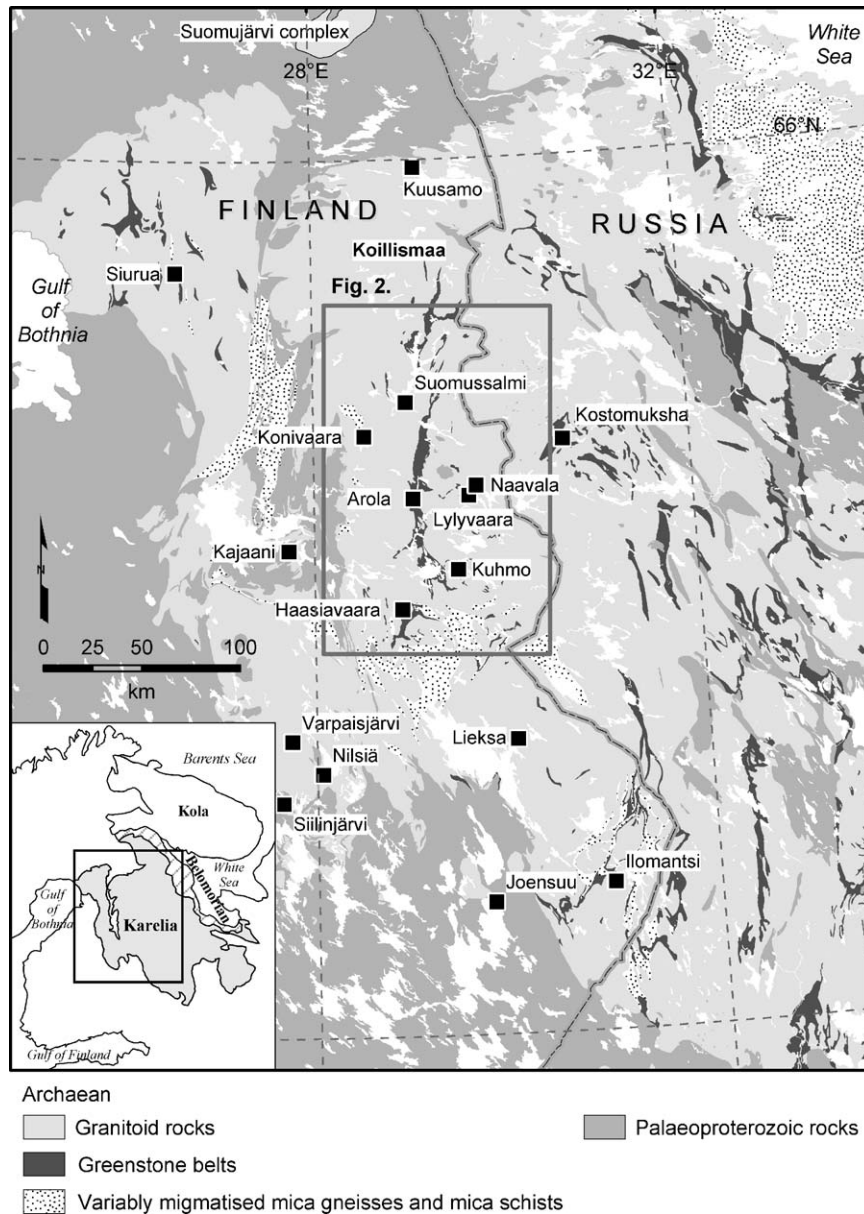 Suomujärvi complex
White
Sea
28°E
32°E
66°N
Kuusamo
FINLAND
RUSSIA
Koillismaa
Siurua
Gulf
of
Bothnia
Fig. 2.
Suomussalmi
Kostomuksha
Konivaara
Naavala
Arola
Lylyvaara
Kajaani
Kuhmo
N
Haasiavaara
0 25 50 100
km
Varpaisjärvi
Lieksa
Nilsiä
Siilinjärvi
Ilomantsi
Joensuu
Barents Sea
Kola
White
Sea
Belomorian
Gulf
of
Bothnia
Karelia
Gulf of Finland
Archaean
Granitoid rocks
Palaeoproterozoic rocks
Greenstone belts
Variably migmatised mica gneisses and mica schists